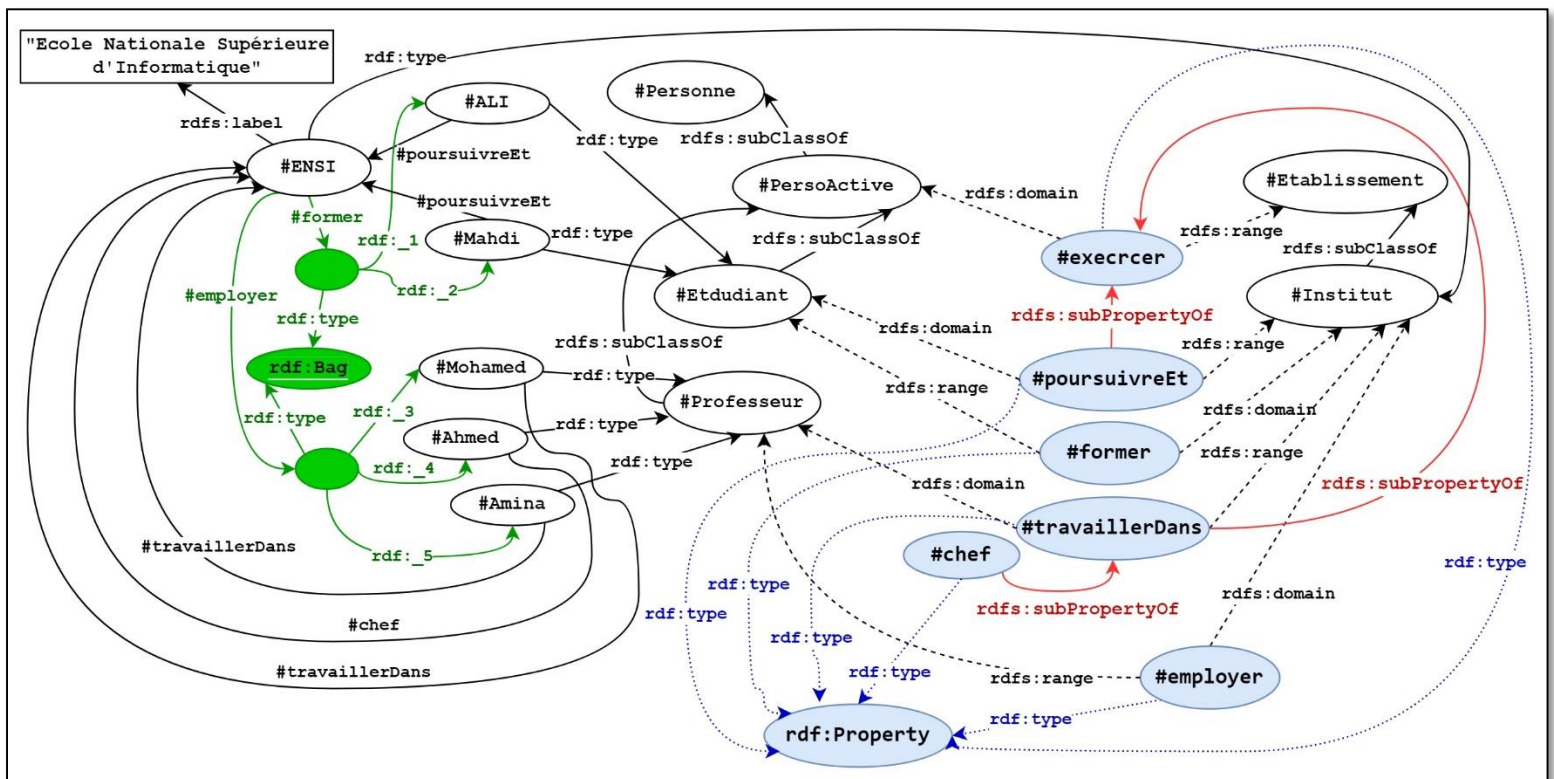 "Ecole Nationale Supérieure
d'Informatique"
rdf:type
#Personne
#ALI
rdfs:label
rdf:type
rdfs:subClassOf
#poursuivreEt
#ENSI
#PersoActive
#Etablissement
rdfs:domain
#poursuivreEt
#former
rdf:_1
#Mahdi
rdf:type
rdfs:subClassOf
rdfs:range
rdfs:subClassOf
#execrcer
rdf:_2
#employer
#Etdudiant
#Institut
rdf:type
rdfs:domain
rdfs:subPropertyOf
rdfs:subClassOf
rdfs:range
rdf:Bag
#Mohamed
rdf:type
#poursuivreEt
rdfs:range
rdf:type
rdf:_3
#Professeur
rdfs:domain
#Ahmed
rdf:type
#former
rdfs:range
rdf:_4
rdf:type
rdfs:domain
rdfs:subPropertyOf
#Amina
#travaillerDans
#travaillerDans
rdf:_5
#chef
rdf:type
rdf:type
rdfs:subPropertyOf
rdfs:domain
rdf:type
#chef
rdf:type
#travaillerDans
rdf:type
rdfs:range
#employer
rdf:type
rdf:Property